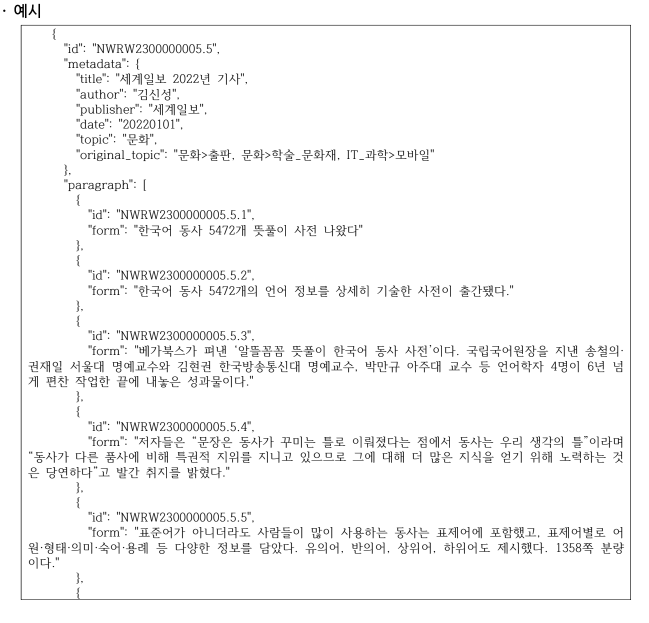 · 예시
{
"id": "NWRW2300000005.5",
"metadata": {
"title": "세계일보 2022년 기사",
"author": "김신성",
"publisher": "세계일보",
"date": "20220101",
"topic": "문화",
"original_topic": "문화>출판, 문화>학술_문화재, IT_과학>모바일"
},
"paragraph": [
{
"id": "NWRW2300000005.5.1",
"form": "한국어 동사 5472개 뜻풀이 사전 나왔다"
},
{
"id": "NWRW2300000005.5.2",
"form": "한국어 동사 5472개의 언어 정보를 상세히 기술한 사전이 출간됐다."
},
{
"id": "NWRW2300000005.5.3",
"form": "베가북스가 펴낸 ‘알뜰꼼꼼 뜻풀이 한국어 동사 사전’이다. 국립국어원장을 지낸 송철의·
권재일 서울대 명예교수와 김현권 한국방송통신대 명예교수, 박만규 아주대 교수 등 언어학자 4명이 6년 넘
게 편찬 작업한 끝에 내놓은 성과물이다."
},
{
"id": "NWRW2300000005.5.4",
"form": "저자들은 “문장은 동사가 꾸미는 틀로 이뤄졌다는 점에서 동사는 우리 생각의 틀”이라며
“동사가 다른 품사에 비해 특권적 지위를 지니고 있으므로 그에 대해 더 많은 지식을 얻기 위해 노력하는 것
은 당연하다”고 발간 취지를 밝혔다."
},
{
"id": "NWRW2300000005.5.5",
"form": "표준어가 아니더라도 사람들이 많이 사용하는 동사는 표제어에 포함했고, 표제어별로 어
원·형태·의미·숙어·용례 등 다양한 정보를 담았다. 유의어, 반의어, 상위어, 하위어도 제시했다. 1358쪽 분량
이다."
},
{